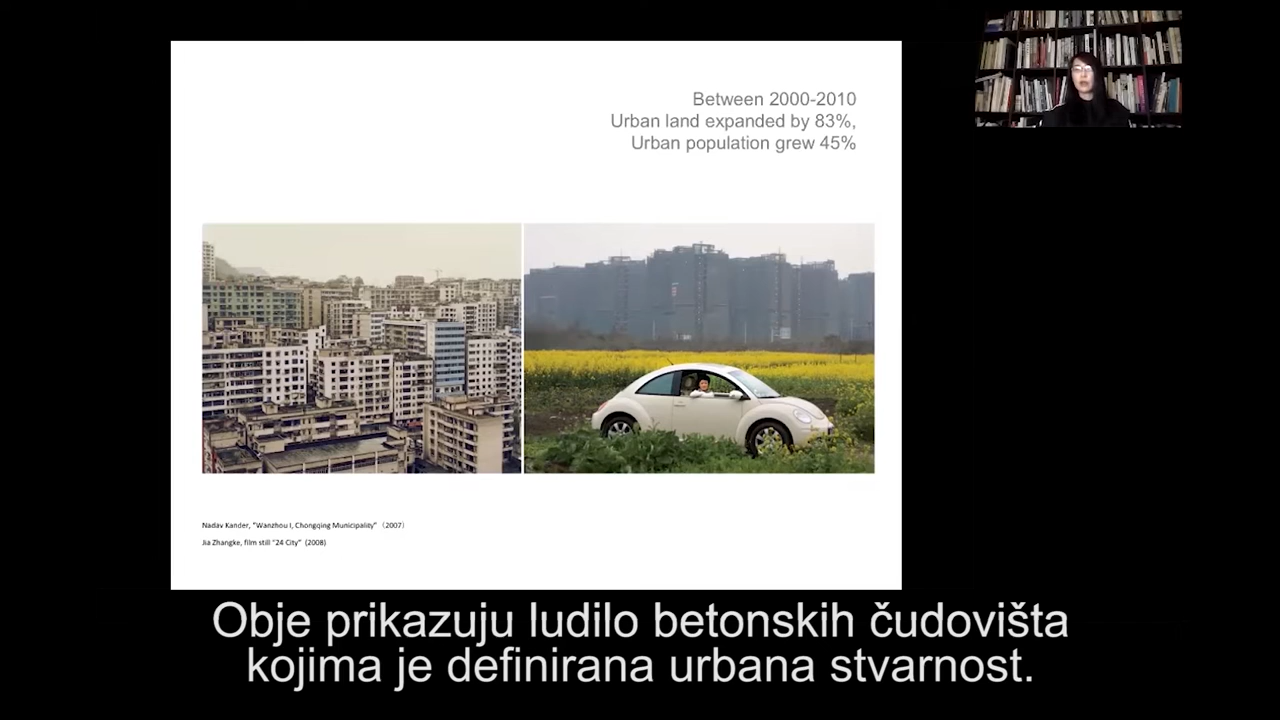 Between 2000-2010
Urban land expanded by 83%,
Urban population grew 45%
Nadav Kander, "Wanzhou I, Chongqing Municipality" （2007）
Jia Zhangke, film still "24 City" (2008)
Obje prikazuju ludilo betonskih čudovišta
kojima je definirana urbana stvarnost.